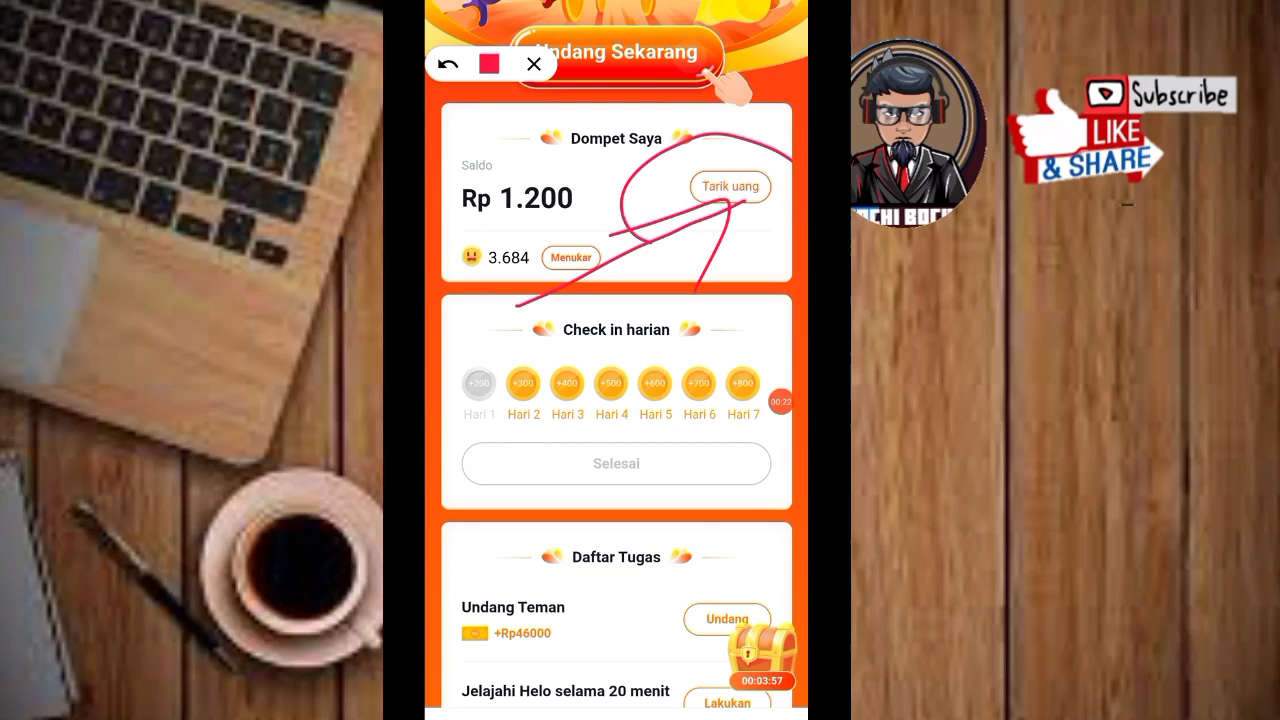 Undang Sekarang
Dompet Saya
Saldo
Rp 1.200
Tarik uang
3.684
Menukar
Check in harian
+200
+300
+400
+500
+600
+700
+800
Hari 1
Hari 2
Hari 3
Hari 4
Hari 5
Hari 6
Hari 7
00:22
Selesai
Daftar Tugas
Undang Teman
+Rp46000
Undang
00:03:57
Jelajahi Helo selama 20 menit
Lakukan
Subscribe
LIKE
& SHARE